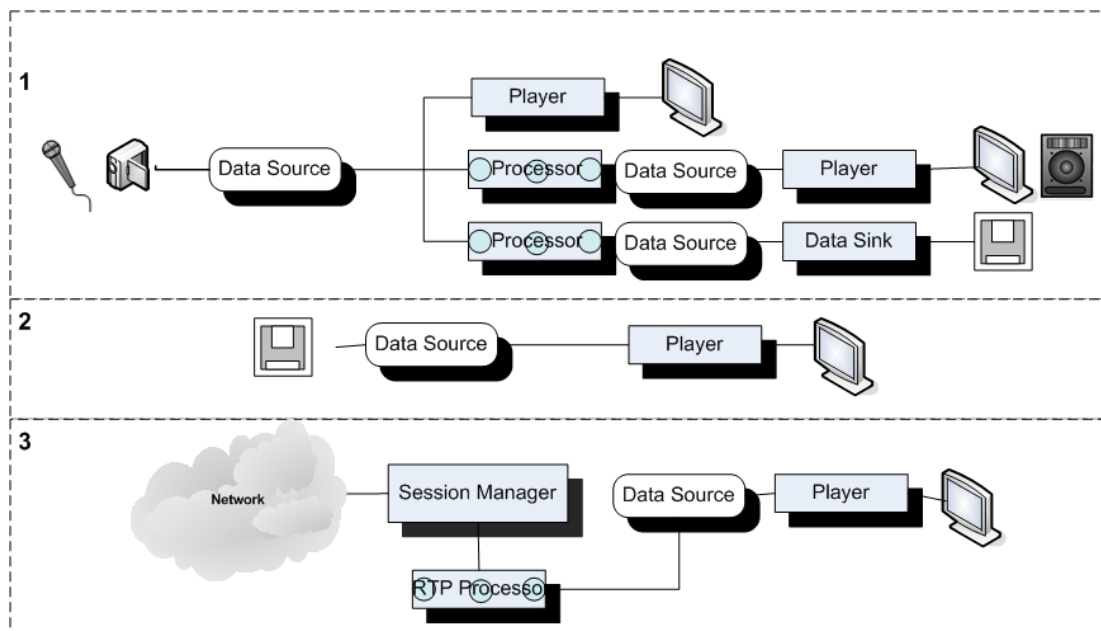 1
Player
Data Source
Processor
Data Source
Player
Processor
Data Source
Data Sink
2
Data Source
Player
3
Network
Session Manager
Data Source
Player
RTP Processor